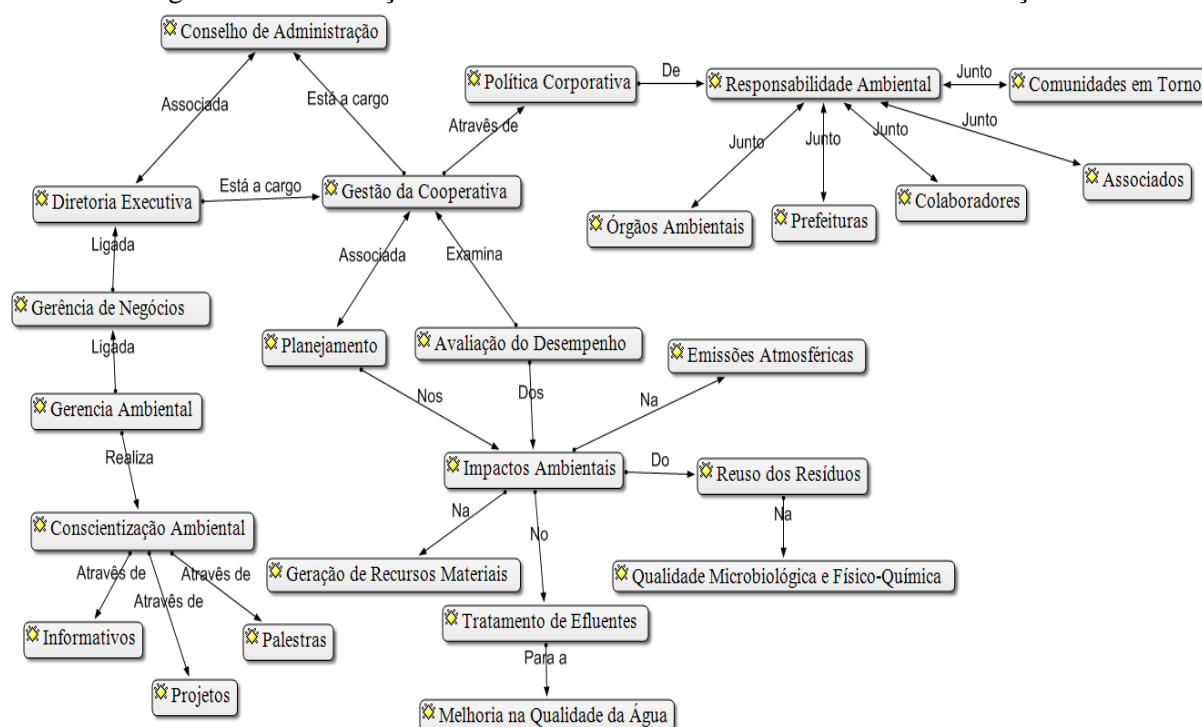 Conselho de Administração
Associada
Está a cargo
Política Corporativa
De
Responsabilidade Ambiental
Junto
Comunidades em Torno
Através de
Junto
Junto
Junto
Junto
Diretoria Executiva
Está a cargo
Gestão da Cooperativa
Órgãos Ambientais
Prefeituras
Colaboradores
Associados
Ligada
Associada
Examina
Gerência de Negócios
Ligada
Planejamento
Avaliação do Desempenho
Emissões Atmosféricas
Nos
Dos
Na
Gerencia Ambiental
Realiza
Impactos Ambientais
Do
Reuso dos Resíduos
Na
No
Na
Conscientização Ambiental
Geração de Recursos Materiais
Qualidade Microbiológica e Físico-Química
Através de
Através de
Através de
Informativos
Palestras
Projetos
Tratamento de Efluentes
Para a
Melhoria na Qualidade da Água